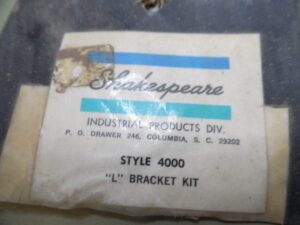 Shakespeare
INDUSTRIAL PRODUCTS DIV.
P. O. DRAWER 246, COLUMBIA, S. C. 29202
STYLE 4000
"L" BRACKET KIT